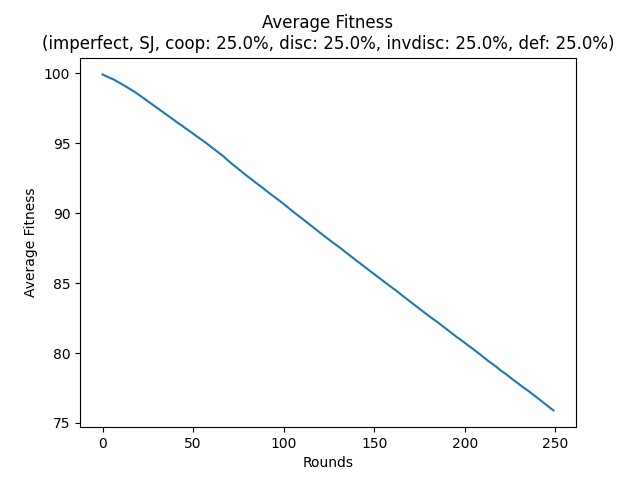 Average Fitness
(imperfect, SJ, coop: 25.0%, disc: 25.0%, invdisc: 25.0%, def: 25.0%)
100
95
90
85
80
75
Average Fitness
0 50 100 150 200 250
Rounds